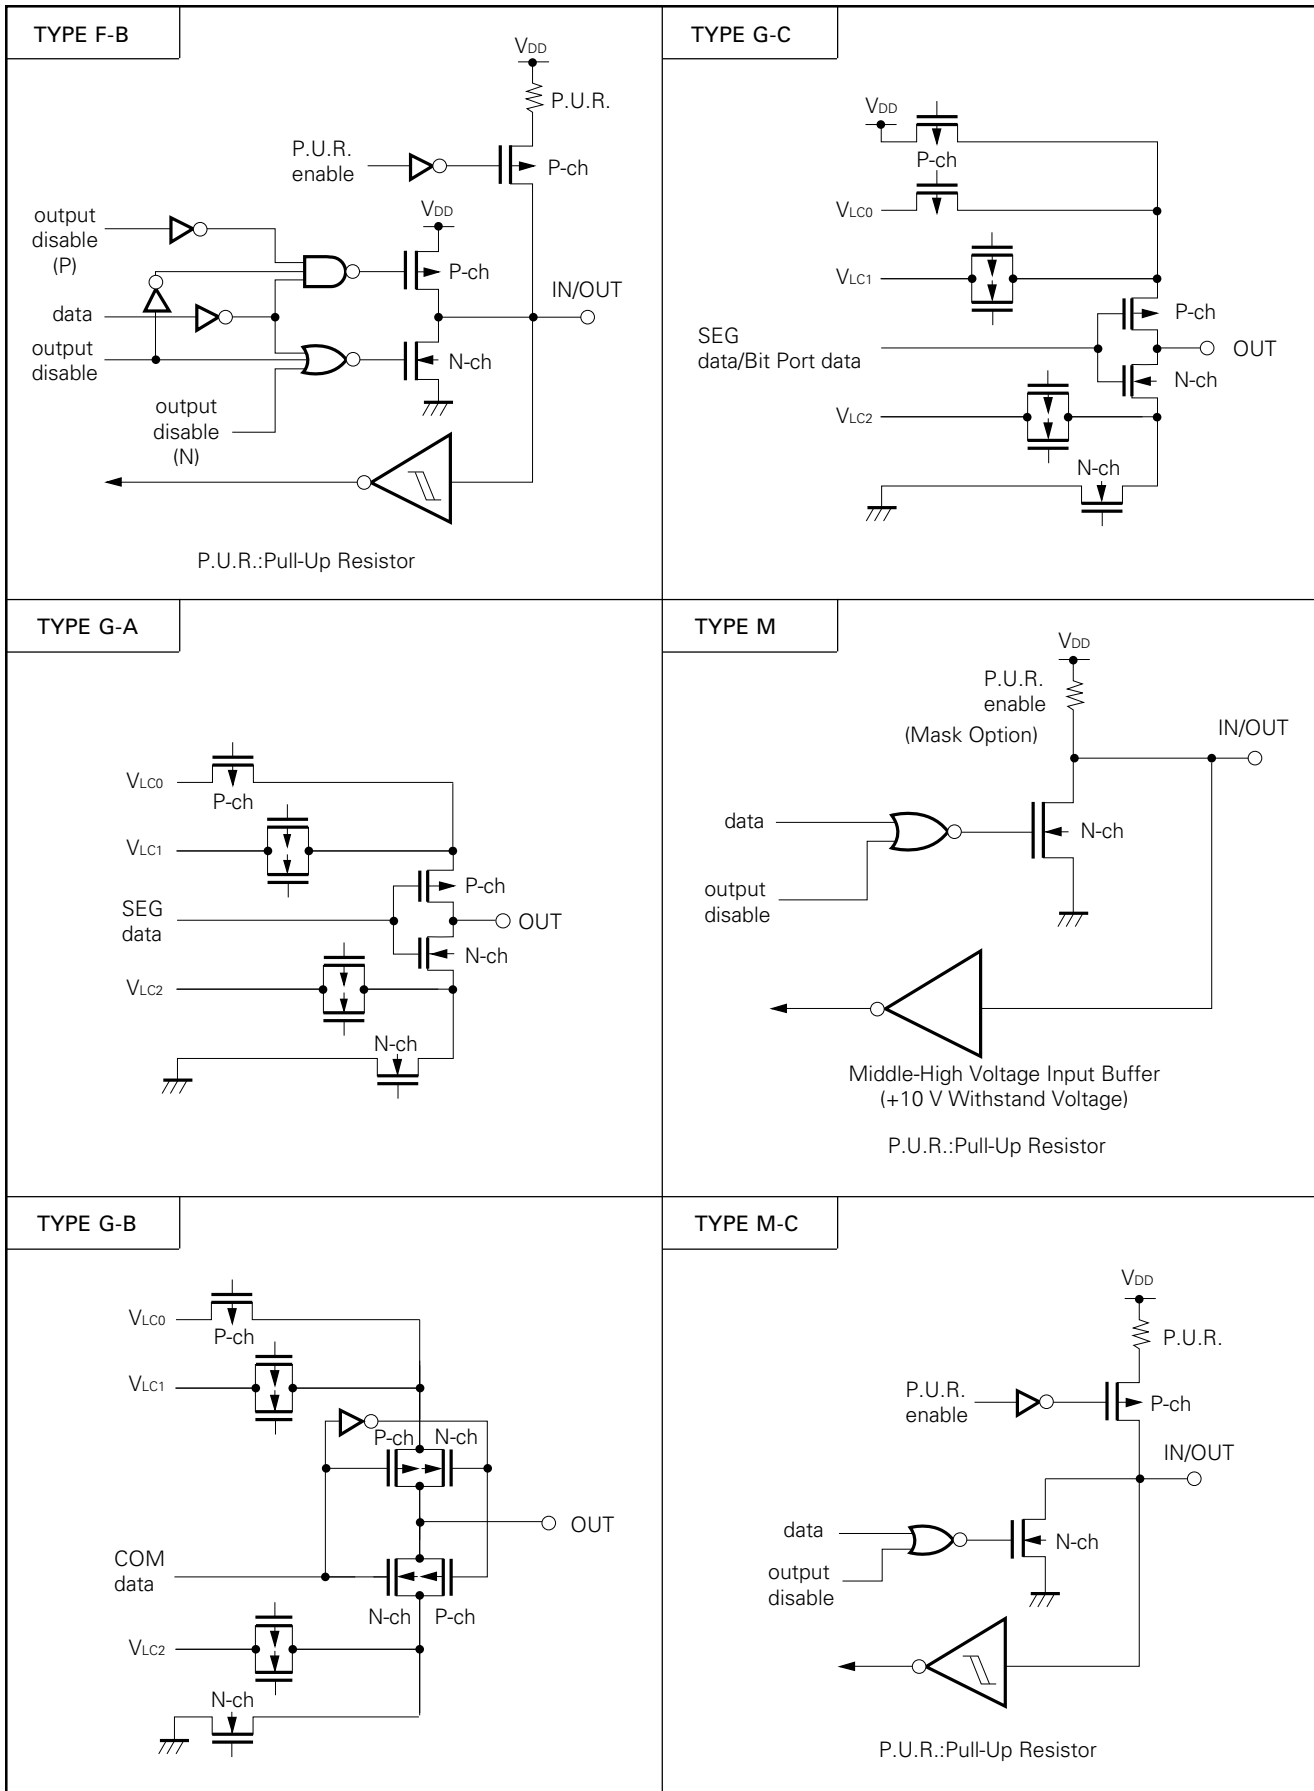 TYPE F-B
VDD
P.U.R.
P.U.R.
enable
P-ch
output
disable
(P)
VDD
P-ch
IN/OUT
data
output
disable
N-ch
output
disable
(N)
P.U.R.:Pull-Up Resistor
TYPE G-C
VDD
P-ch
VLC0
VLC1
P-ch
SEG
data/Bit Port data
OUT
N-ch
VLC2
N-ch
TYPE G-A
VLC0
P-ch
VLC1
P-ch
SEG
data
OUT
N-ch
VLC2
N-ch
TYPE M
VDD
P.U.R.
enable
(Mask Option)
IN/OUT
data
N-ch
output
disable
Middle-High Voltage Input Buffer
(+10 V Withstand Voltage)
P.U.R.:Pull-Up Resistor
TYPE G-B
VLC0
P-ch
VLC1
P-ch N-ch
OUT
COM
data
N-ch P-ch
VLC2
N-ch
TYPE M-C
VDD
P.U.R.
P.U.R.
enable
P-ch
IN/OUT
data
N-ch
output
disable
P.U.R.:Pull-Up Resistor